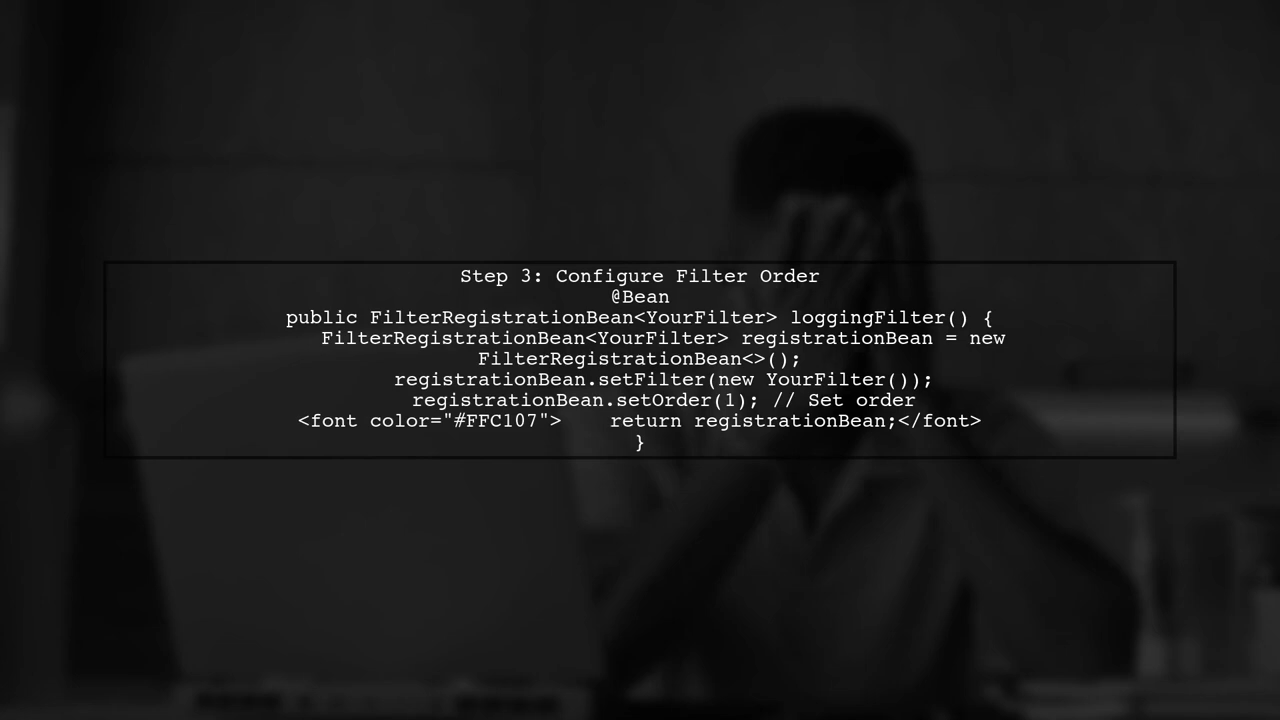 Step 3: Configure Filter Order
@Bean
public FilterRegistrationBean<YourFilter> loggingFilter() {
FilterRegistrationBean<YourFilter> registrationBean = new
FilterRegistrationBean<>();
registrationBean.setFilter(new YourFilter());
registrationBean.setOrder(1); // Set order
<font color="#FFC107">    return registrationBean;</font>
}